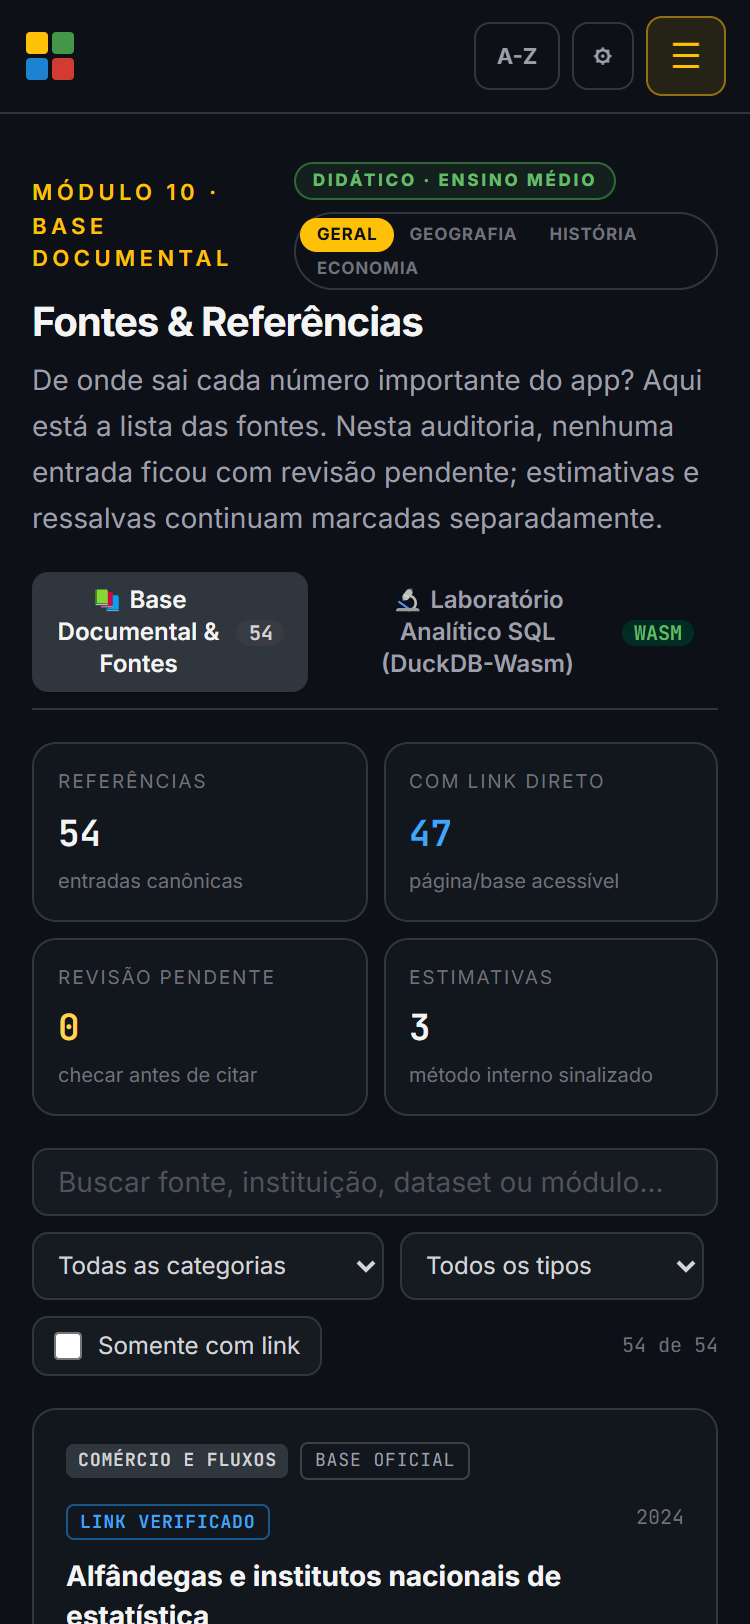 A-Z
MÓDULO 10 ·
BASE
DOCUMENTAL
DIDÁTICO · ENSINO MÉDIO
GERAL GEOGRAFIA HISTÓRIA
ECONOMIA
Fontes & Referências
De onde sai cada número importante do app? Aqui
está a lista das fontes. Nesta auditoria, nenhuma
entrada ficou com revisão pendente; estimativas e
ressalvas continuam marcadas separadamente.
Base
Documental & 54
Fontes
Laboratório
Analítico SQL WASM
(DuckDB-Wasm)
REFERÊNCIAS
54
entradas canônicas
COM LINK DIRETO
47
página/base acessível
REVISÃO PENDENTE
0
checar antes de citar
ESTIMATIVAS
3
método interno sinalizado
Buscar fonte, instituição, dataset ou módulo...
Todas as categorias Todos os tipos
Somente com link 54 de 54
COMÉRCIO E FLUXOS BASE OFICIAL
LINK VERIFICADO 2024
Alfândegas e institutos nacionais de
estatística